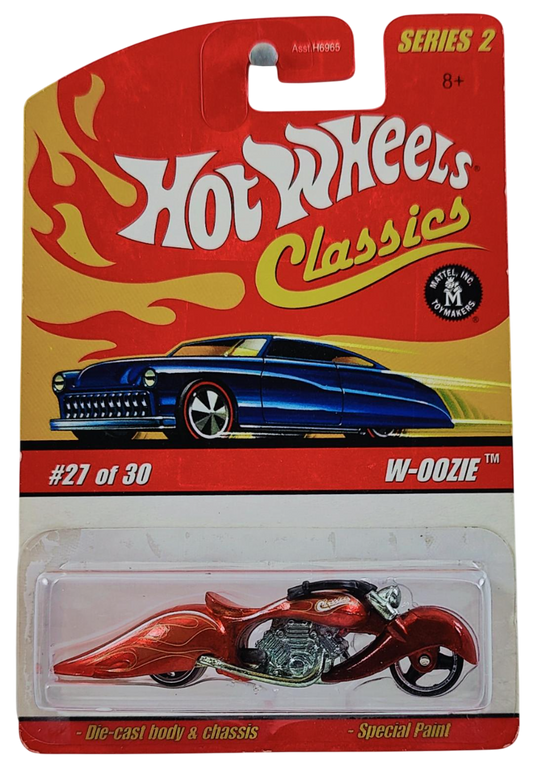 Asst.H6965
SERIES 2
8+
HOT WHEELS®
Classics
MATTEL, INC.
M
TOYMAKERS®
#27 of 30
W-OOZIE™
- Die-cast body & chassis
- Special Paint